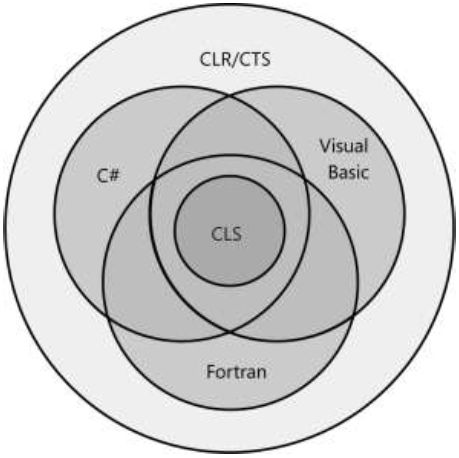 CLR/CTS
C#
Visual
Basic
CLS
Fortran